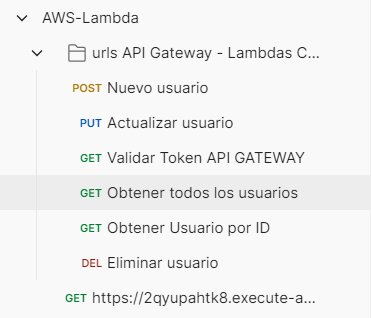 AWS-Lambda
urls API Gateway - Lambdas C...
POST Nuevo usuario
PUT Actualizar usuario
GET Validar Token API GATEWAY
GET Obtener todos los usuarios
GET Obtener Usuario por ID
DEL Eliminar usuario
GET https://2qyupahtk8.execute-a...